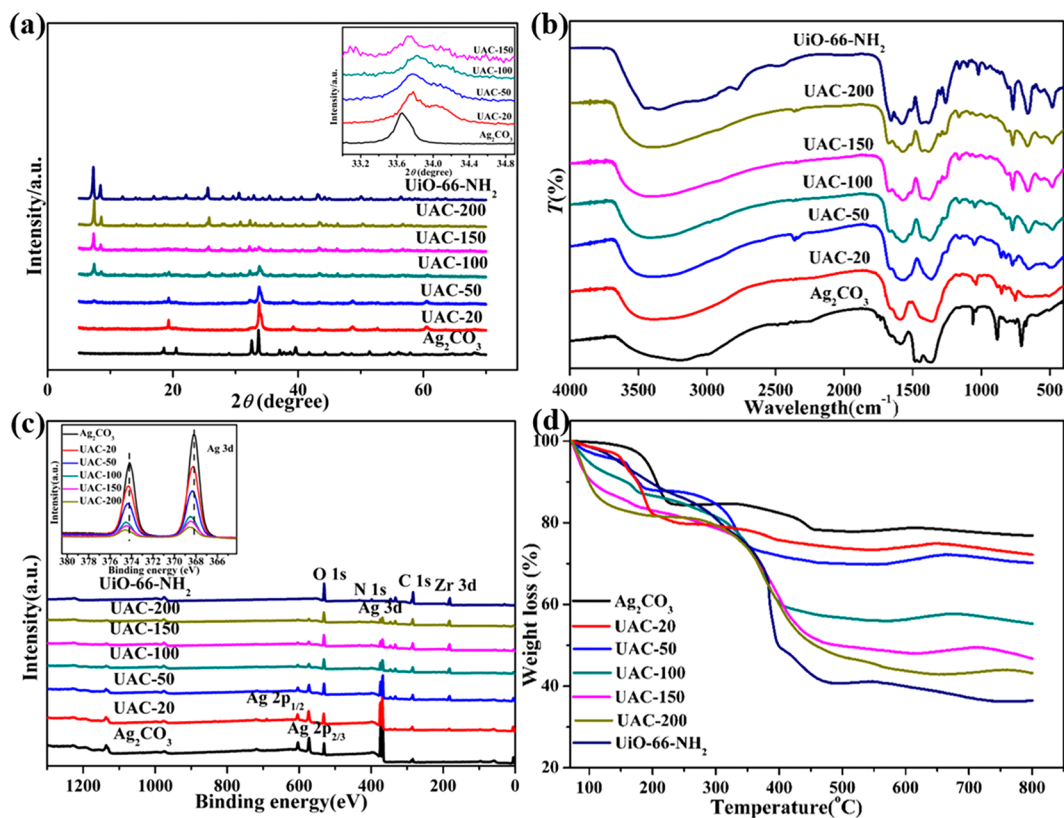 (a)
UAC-150
UAC-100
UAC-50
UAC-20
Ag₂CO₃
Intensity/a.u.
33.2 33.6 34.0 34.4 34.8
2θ (degree)
UiO-66-NH₂
UAC-200
UAC-150
UAC-100
UAC-50
UAC-20
Ag₂CO₃
Intensity/a.u.
0 20 40 60
2θ (degree)
(b)
UiO-66-NH₂
UAC-200
UAC-150
UAC-100
UAC-50
UAC-20
Ag₂CO₃
T(%)
4000 3500 3000 2500 2000 1500 1000 500
Wavelength(cm⁻¹)
(c)
Ag₂CO₃
UAC-20
UAC-50
UAC-100
UAC-150
UAC-200
Ag 3d
Intensity(a.u.)
380 378 376 374 372 370 368 366 364
Binding energy (eV)
UiO-66-NH₂
UAC-200
UAC-150
UAC-100
UAC-50
UAC-20
Ag₂CO₃
O 1s
N 1s
C 1s
Zr 3d
Ag 3d
Ag 2p₁/₂
Ag 2p₂/₃
Intensity(a.u.)
1200 1000 800 600 400 200 0
Binding energy(eV)
(d)
100
90
80
70
60
50
40
30
20
Weight loss (%)
Ag₂CO₃
UAC-20
UAC-50
UAC-100
UAC-150
UAC-200
UiO-66-NH₂
100 200 300 400 500 600 700 800
Temperature(°C)